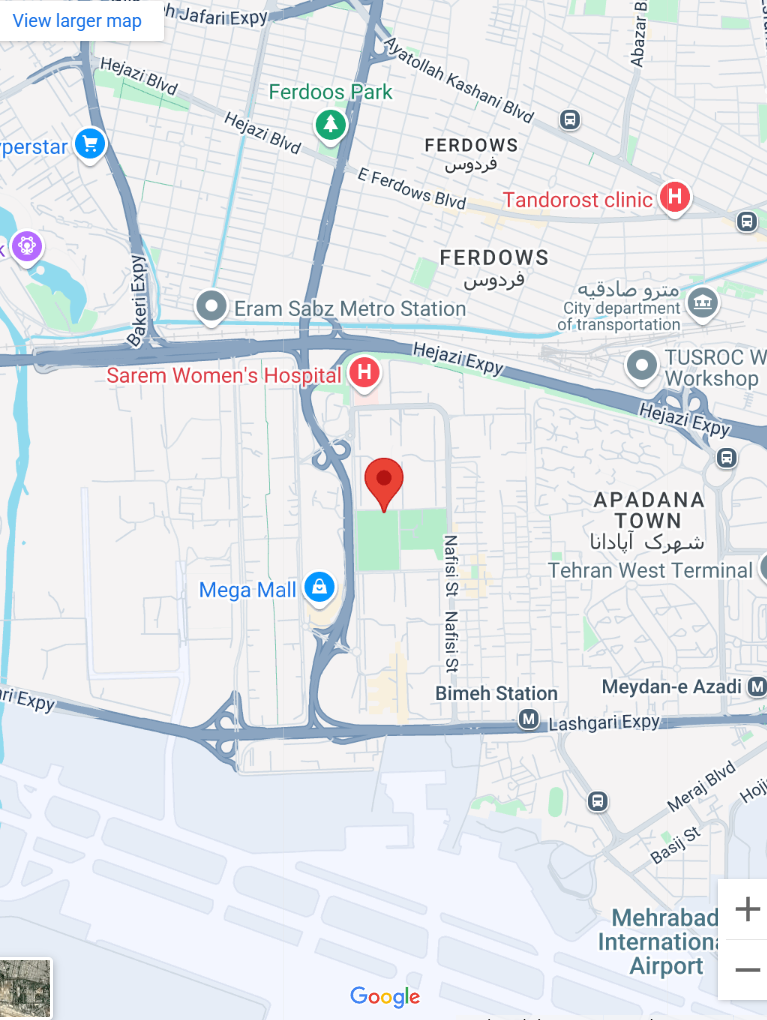 View larger map
Jafari Expy
Hejazi Blvd
Ayatollah Kashani Blvd
Abazar B
Ferdoos Park
Hejazi Blvd
yperstar
FERDOWS
فردوس
E Ferdows Blvd
Tandorost clinic
H
FERDOWS
فردوس
k
Bakeri Expy
مترو صادقیه
City department
of transportation
Eram Sabz Metro Station
Hejazi Expy
TUSROC W
Workshop
Sarem Women's Hospital
H
Hejazi Expy
APADANA
TOWN
شهرک آپادانا
Nafisi St
Tehran West Terminal
Mega Mall
Nafisi St
Meydan-e Azadi
M
Bimeh Station
M
ari Expy
Lashgari Expy
Meraj Blvd
Hoj
Basij St
Mehrabad
Internationa
Airport
Google